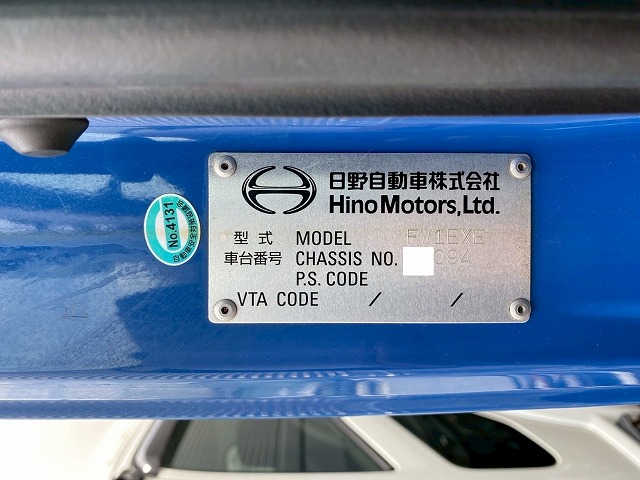 日野自動車株式会社
Hino Motors, Ltd.
型式 MODEL
車台番号 CHASSIS NO. 094
P.S. CODE
VTA CODE / /
No.4131